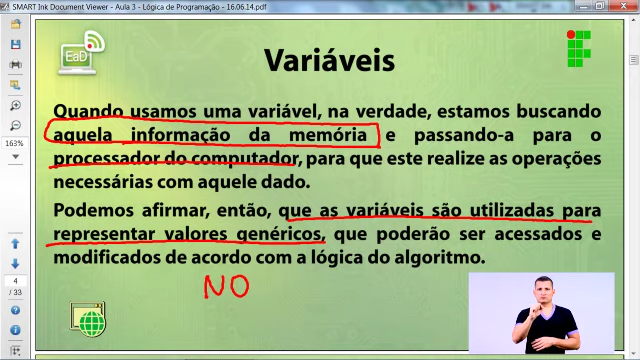 SMART Ink Document Viewer - Aula 3 - Lógica de Programação - 16.06.14.pdf
EaD
Variáveis
Quando usamos uma variável, na verdade, estamos buscando
aquela informação da memória e passando-a para o
processador do computador, para que este realize as operações
necessárias com aquele dado.
Podemos afirmar, então, que as variáveis são utilizadas para
representar valores genéricos, que poderão ser acessados e
modificados de acordo com a lógica do algoritmo.
NO
163%
4
/ 33